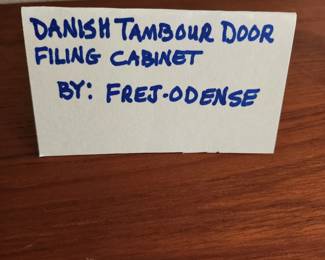 DANISH TAMBOUR DOOR
FILING CABINET
BY: FREJ-ODENSE